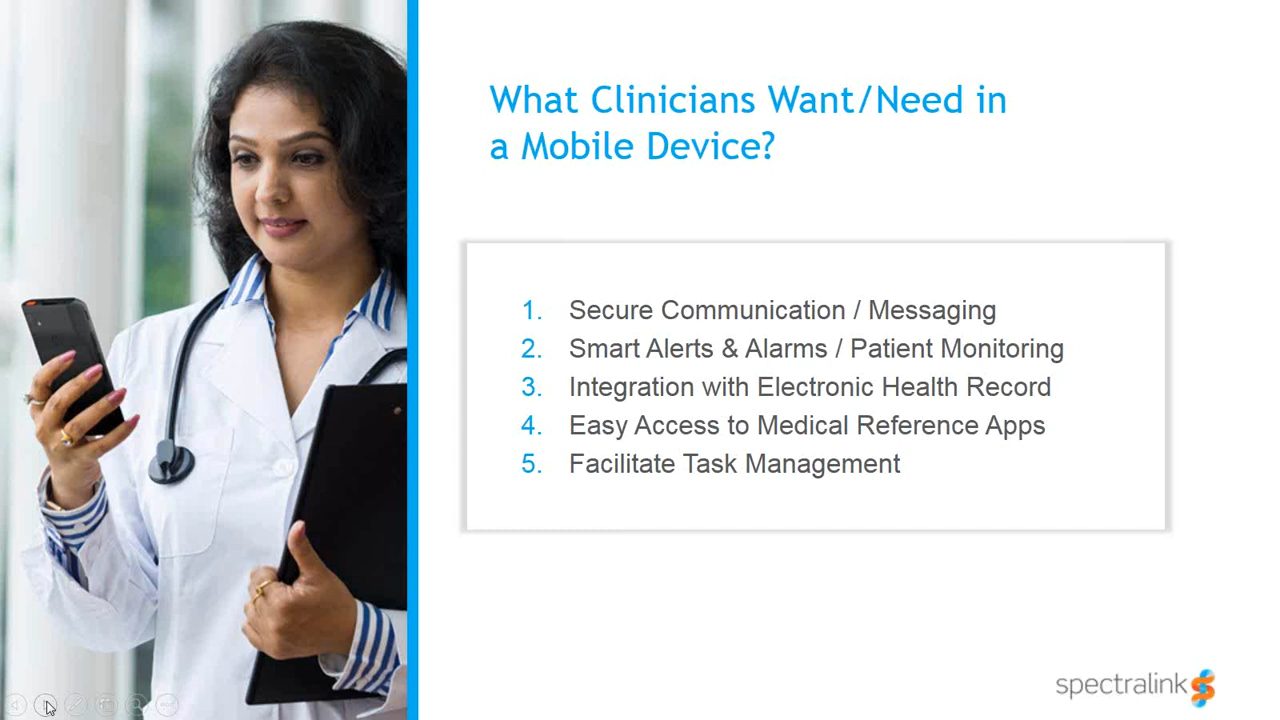 What Clinicians Want/Need in
a Mobile Device?
1. Secure Communication / Messaging
2. Smart Alerts & Alarms / Patient Monitoring
3. Integration with Electronic Health Record
4. Easy Access to Medical Reference Apps
5. Facilitate Task Management
spectralink